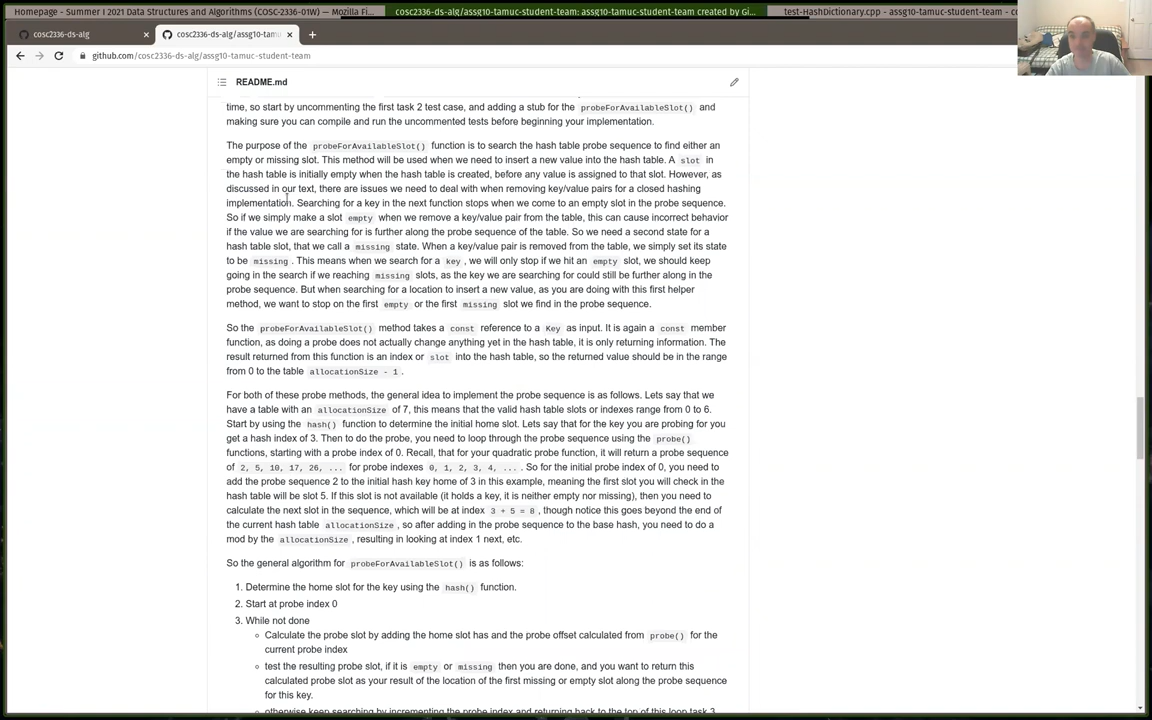 Homepage - Summer I 2021 Data Structures and Algorithms (COSC-2336-01W) — Mozilla Fi...
cosc2336-ds-alg/assg10-tamuc-student-team: assg10-tamuc-student-team created by Gi...
test-HashDictionary.cpp - assg10-tamuc-student-team - co
cosc2336-ds-alg
cosc2336-ds-alg/assg10-tamu
github.com/cosc2336-ds-alg/assg10-tamuc-student-team
README.md
time, so start by uncommenting the first task 2 test case, and adding a stub for the probeForAvailableSlot() and
making sure you can compile and run the uncommented tests before beginning your implementation.
The purpose of the probeForAvailableSlot() function is to search the hash table probe sequence to find either an
empty or missing slot. This method will be used when we need to insert a new value into the hash table. A slot in
the hash table is initially empty when the hash table is created, before any value is assigned to that slot. However, as
discussed in our text, there are issues we need to deal with when removing key/value pairs for a closed hashing
implementation. Searching for a key in the next function stops when we come to an empty slot in the probe sequence.
So if we simply make a slot empty when we remove a key/value pair from the table, this can cause incorrect behavior
if the value we are searching for is further along the probe sequence of the table. So we need a second state for a
hash table slot, that we call a missing state. When a key/value pair is removed from the table, we simply set its state
to be missing . This means when we search for a key , we will only stop if we hit an empty slot, we should keep
going in the search if we reaching missing slots, as the key we are searching for could still be further along in the
probe sequence. But when searching for a location to insert a new value, as you are doing with this first helper
method, we want to stop on the first empty or the first missing slot we find in the probe sequence.
So the probeForAvailableSlot() method takes a const reference to a Key as input. It is again a const member
function, as doing a probe does not actually change anything yet in the hash table, it is only returning information. The
result returned from this function is an index or slot into the hash table, so the returned value should be in the range
from 0 to the table allocationSize - 1 .
For both of these probe methods, the general idea to implement the probe sequence is as follows. Lets say that we
have a table with an allocationSize of 7, this means that the valid hash table slots or indexes range from 0 to 6.
Start by using the hash() function to determine the initial home slot. Lets say that for the key you are probing for you
get a hash index of 3. Then to do the probe, you need to loop through the probe sequence using the probe()
functions, starting with a probe index of 0. Recall, that for your quadratic probe function, it will return a probe sequence
of 2, 5, 10, 17, 26, ... for probe indexes 0, 1, 2, 3, 4, ... . So for the initial probe index of 0, you need to
add the probe sequence 2 to the initial hash key home of 3 in this example, meaning the first slot you will check in the
hash table will be slot 5. If this slot is not available (it holds a key, it is neither empty nor missing), then you need to
calculate the next slot in the sequence, which will be at index 3 + 5 = 8 , though notice this goes beyond the end of
the current hash table allocationSize , so after adding in the probe sequence to the base hash, you need to do a
mod by the allocationSize , resulting in looking at index 1 next, etc.
So the general algorithm for probeForAvailableSlot() is as follows:
1. Determine the home slot for the key using the hash() function.
2. Start at probe index 0
3. While not done
Calculate the probe slot by adding the home slot has and the probe offset calculated from probe() for the
current probe index
test the resulting probe slot, if it is empty or missing then you are done, and you want to return this
calculated probe slot as your result of the location of the first missing or empty slot along the probe sequence
for this key.
otherwise keep searching by incrementing the probe index and returning back to the top of this loop task 3